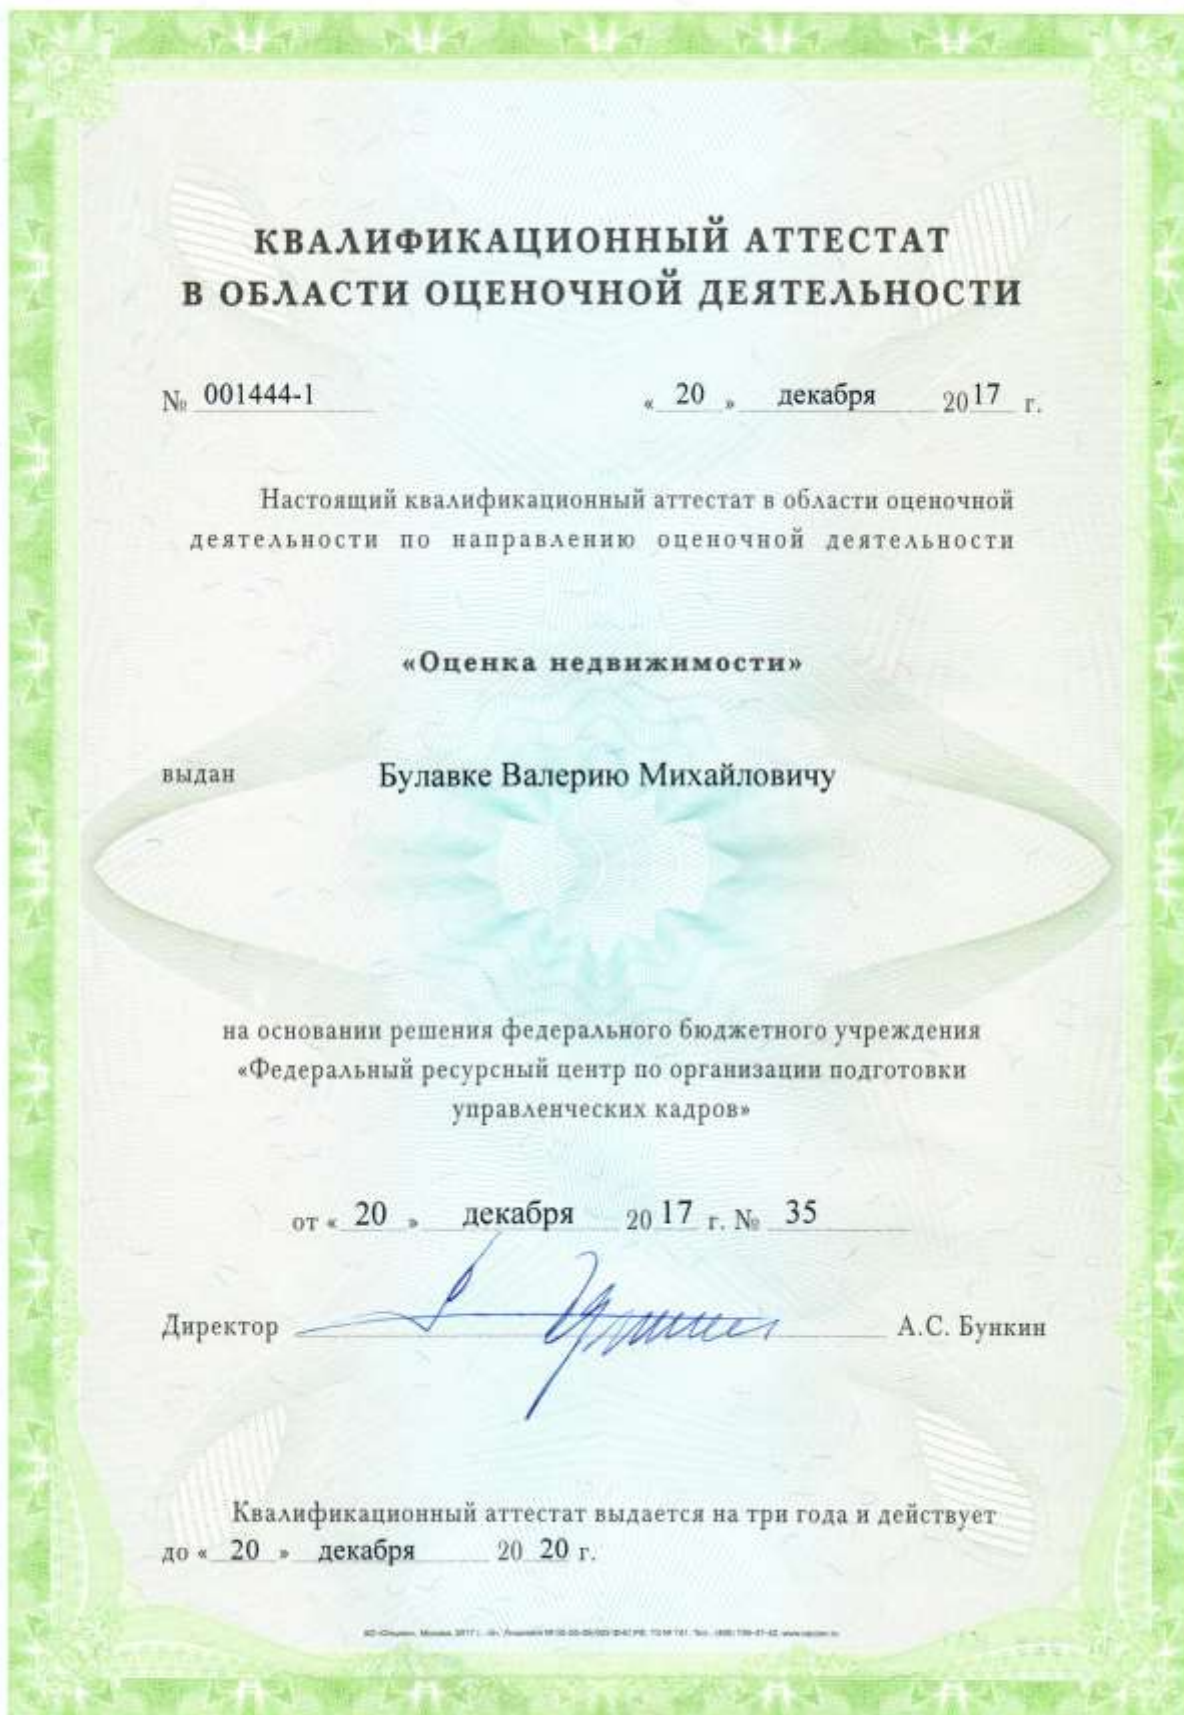 КВАЛИФИКАЦИОННЫЙ АТТЕСТАТ
В ОБЛАСТИ ОЦЕНОЧНОЙ ДЕЯТЕЛЬНОСТИ
№ 001444-1 « 20 » декабря 2017 г.
Настоящий квалификационный аттестат в области оценочной
деятельности по направлению оценочной деятельности
«Оценка недвижимости»
выдан Булавке Валерию Михайловичу
на основании решения федерального бюджетного учреждения
«Федеральный ресурсный центр по организации подготовки
управленческих кадров»
от « 20 » декабря 2017 г. № 35
Директор А.С. Бункин
Квалификационный аттестат выдается на три года и действует
до « 20 » декабря 2020 г.